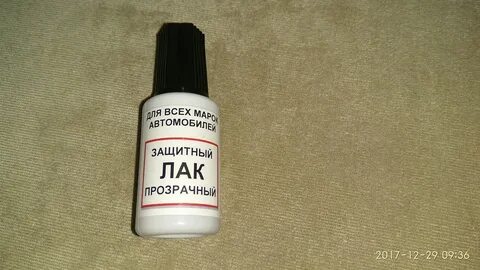 ДЛЯ ВСЕХ МАРОК
АВТОМОБИЛЕЙ
ЗАЩИТНЫЙ
ЛАК
ПРОЗРАЧНЫЙ
2017-12-29 09:36